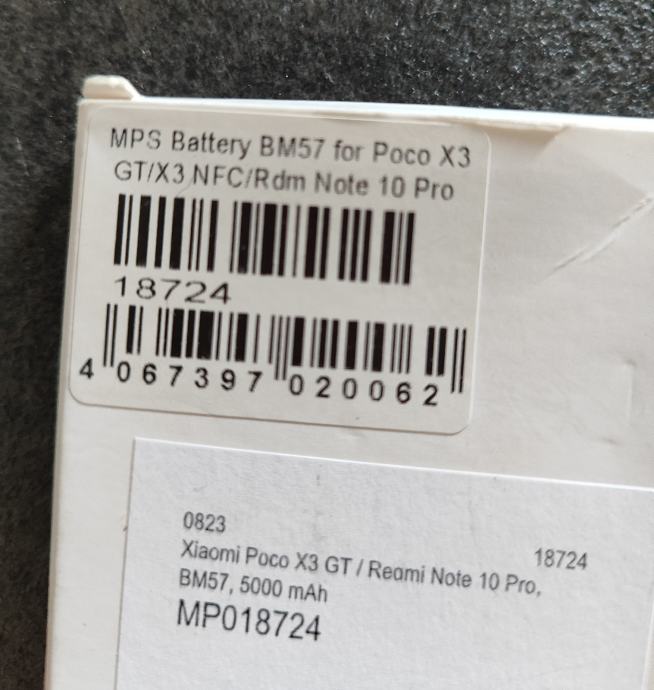 MPS Battery BM57 for Poco X3
GT/X3 NFC/Rdm Note 10 Pro
18724
4 067397 020062
0823
18724
Xiaomi Poco X3 GT / Redmi Note 10 Pro,
BM57, 5000 mAh
MP018724